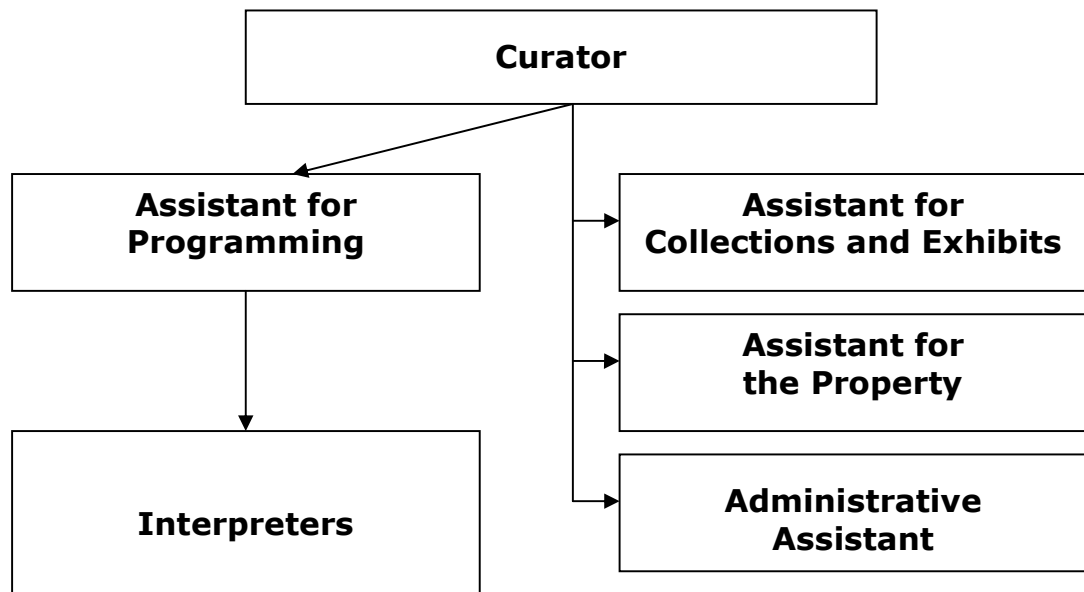 Curator
Assistant for
Programming
Assistant for
Collections and Exhibits
Assistant for
the Property
Interpreters
Administrative
Assistant